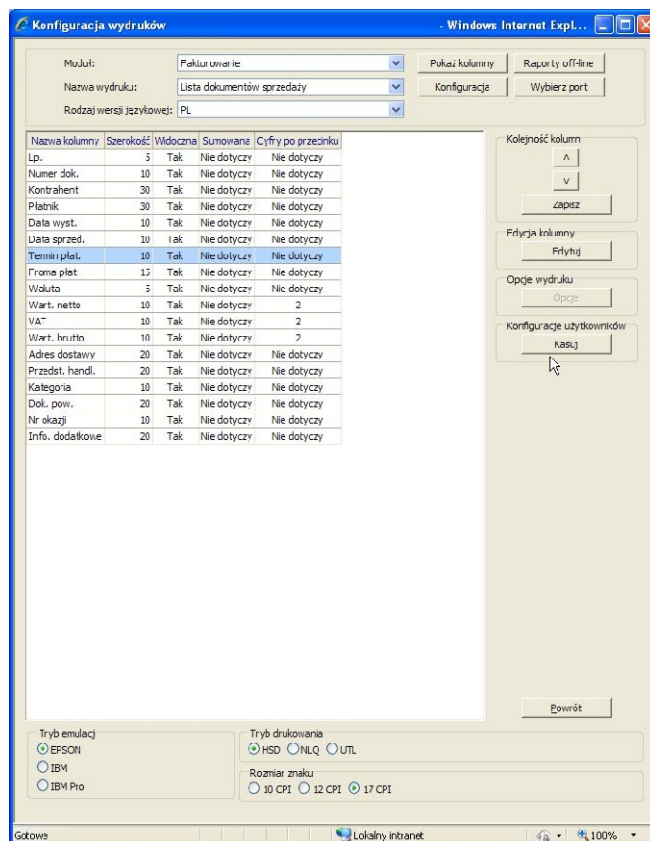 Konfiguracja wydruków - Windows Internet Expl...
Moduł: Fakturowanie Pokaż kolumny Raporty off-line
Nazwa wydruku: Lista dokumentów sprzedaży Konfiguracja Wybierz port
Rodzaj wersji językowej: PL
Nazwa kolumny Szerokość Widoczna Sumowana Cyfry po przecinku
Lp. 5 Tak Nie dotyczy Nie dotyczy
Numer dok. 10 Tak Nie dotyczy Nie dotyczy
Kontrahent 30 Tak Nie dotyczy Nie dotyczy
Płatnik 30 Tak Nie dotyczy Nie dotyczy
Data wyst. 10 Tak Nie dotyczy Nie dotyczy
Data sprzed. 10 Tak Nie dotyczy Nie dotyczy
Termin płat. 10 Tak Nie dotyczy Nie dotyczy
Froma płat 15 Tak Nie dotyczy Nie dotyczy
Waluta 5 Tak Nie dotyczy Nie dotyczy
Wart. netto 10 Tak Nie dotyczy 2
VAT 10 Tak Nie dotyczy 2
Wart. brutto 10 Tak Nie dotyczy 2
Adres dostawy 20 Tak Nie dotyczy Nie dotyczy
Przedst. handl. 20 Tak Nie dotyczy Nie dotyczy
Kategoria 10 Tak Nie dotyczy Nie dotyczy
Dok. pow. 20 Tak Nie dotyczy Nie dotyczy
Nr okazji 10 Tak Nie dotyczy Nie dotyczy
Info. dodatkowe 20 Tak Nie dotyczy Nie dotyczy
Kolejność kolumn
Λ
V
Zapisz
Edycja kolumny
Edytuj
Opcje wydruku
Opcje
Konfiguracje użytkowników
Kasuj
Powrót
Tryb emulacj
EPSON
IBM
IBM Pro
Tryb drukowania
HSD NLQ UTL
Rozmiar znaku
10 CPI 12 CPI 17 CPI
Gotowe Lokalny intranet 100%